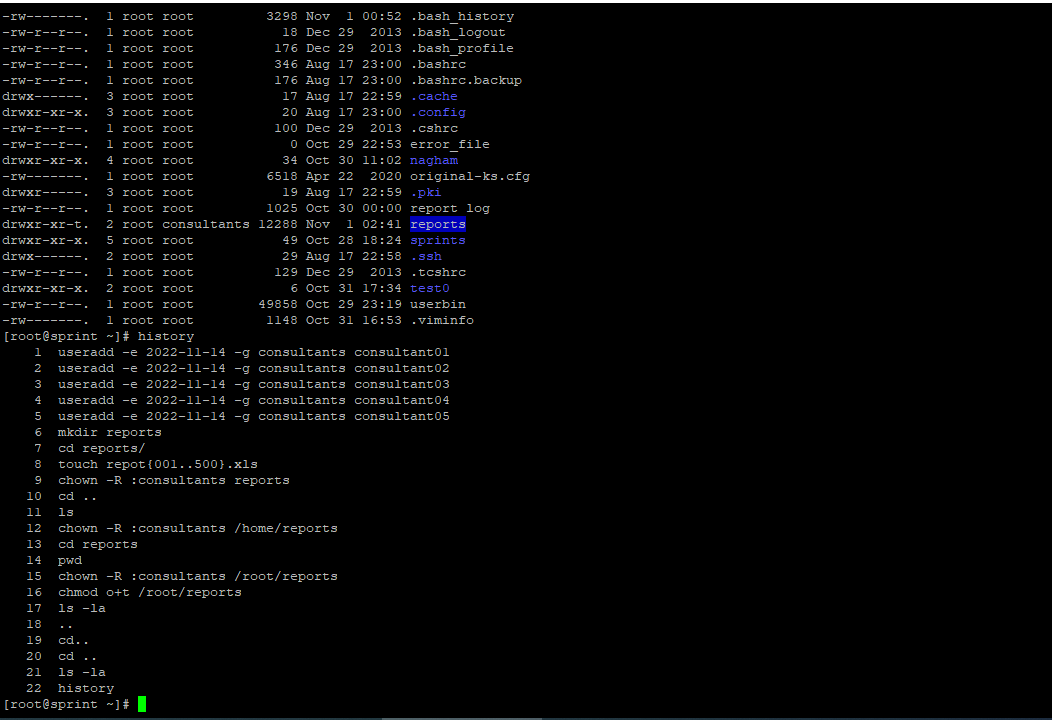 -rw-------.  1 root root         3298 Nov  1 00:52 .bash_history
-rw-r--r--.  1 root root           18 Dec 29  2013 .bash_logout
-rw-r--r--.  1 root root          176 Dec 29  2013 .bash_profile
-rw-r--r--.  1 root root          346 Aug 17 23:00 .bashrc
-rw-r--r--.  1 root root          176 Aug 17 23:00 .bashrc.backup
drwx------.  3 root root           17 Aug 17 22:59 .cache
drwxr-xr-x.  3 root root           20 Aug 17 23:00 .config
-rw-r--r--.  1 root root          100 Dec 29  2013 .cshrc
-rw-r--r--.  1 root root            0 Oct 29 22:53 error_file
drwxr-xr-x.  4 root root           34 Oct 30 11:02 nagham
-rw-------.  1 root root         6518 Apr 22  2020 original-ks.cfg
drwxr-----.  3 root root           19 Aug 17 22:59 .pki
-rw-r--r--.  1 root root         1025 Oct 30 00:00 report_log
drwxr-xr-t.  2 root consultants 12288 Nov  1 02:41 reports
drwxr-xr-x.  5 root root           49 Oct 28 18:24 sprints
drwx------.  2 root root           29 Aug 17 22:58 .ssh
-rw-r--r--.  1 root root          129 Dec 29  2013 .tcshrc
drwxr-xr-x.  2 root root            6 Oct 31 17:34 test0
-rw-r--r--.  1 root root        49858 Oct 29 23:19 userbin
-rw-------.  1 root root         1148 Oct 31 16:53 .viminfo
[root@sprint ~]# history
    1  useradd -e 2022-11-14 -g consultants consultant01
    2  useradd -e 2022-11-14 -g consultants consultant02
    3  useradd -e 2022-11-14 -g consultants consultant03
    4  useradd -e 2022-11-14 -g consultants consultant04
    5  useradd -e 2022-11-14 -g consultants consultant05
    6  mkdir reports
    7  cd reports/
    8  touch repot{001..500}.xls
    9  chown -R :consultants reports
   10  cd ..
   11  ls
   12  chown -R :consultants /home/reports
   13  cd reports
   14  pwd
   15  chown -R :consultants /root/reports
   16  chmod o+t /root/reports
   17  ls -la
   18  ..
   19  cd..
   20  cd ..
   21  ls -la
   22  history
[root@sprint ~]#